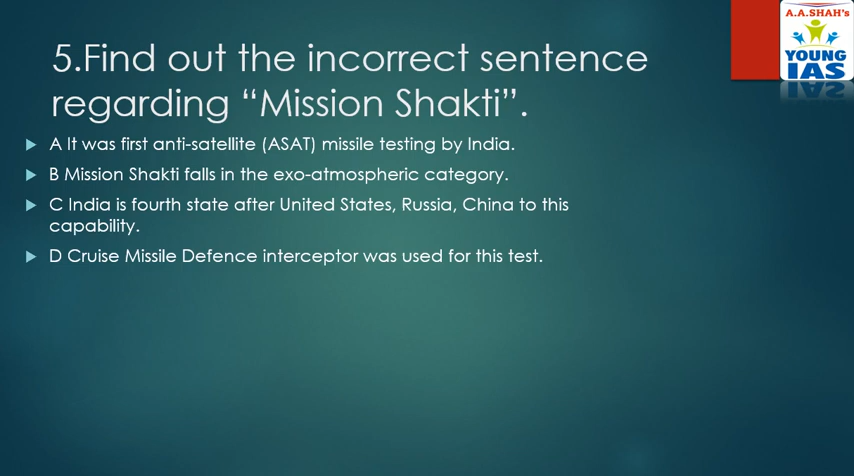 A.A.SHAH's
YOUNG
IAS
5.Find out the incorrect sentence
regarding “Mission Shakti”.
A It was first anti-satellite (ASAT) missile testing by India.
B Mission Shakti falls in the exo-atmospheric category.
C India is fourth state after United States, Russia, China to this
capability.
D Cruise Missile Defence interceptor was used for this test.